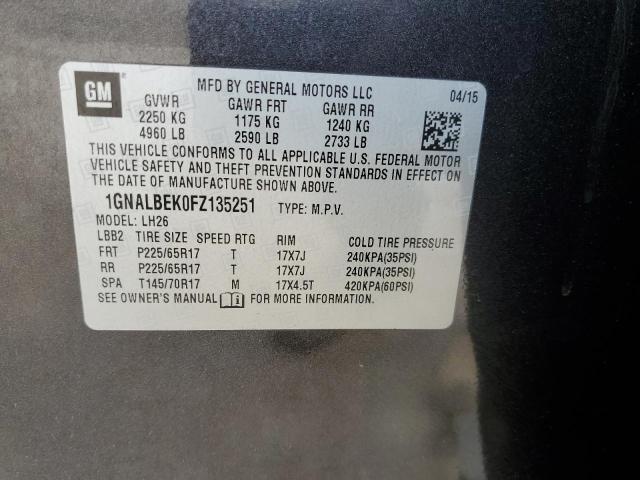 GM
MFD BY GENERAL MOTORS LLC 04/15
GVWR GAWR FRT GAWR RR
2250 KG 1175 KG 1240 KG
4960 LB 2590 LB 2733 LB
THIS VEHICLE CONFORMS TO ALL APPLICABLE U.S. FEDERAL MOTOR
VEHICLE SAFETY AND THEFT PREVENTION STANDARDS IN EFFECT ON
THE DATE OF MANUFACTURE SHOWN ABOVE.
1GNALBEK0FZ135251 TYPE: M.P.V.
MODEL: LH26
LBB2 TIRE SIZE SPEED RTG RIM COLD TIRE PRESSURE
FRT P225/65R17 T 17X7J 240KPA(35PSI)
RR P225/65R17 T 17X7J 240KPA(35PSI)
SPA T145/70R17 M 17X4.5T 420KPA(60PSI)
SEE OWNER'S MANUAL FOR ADDITIONAL INFORMATION.